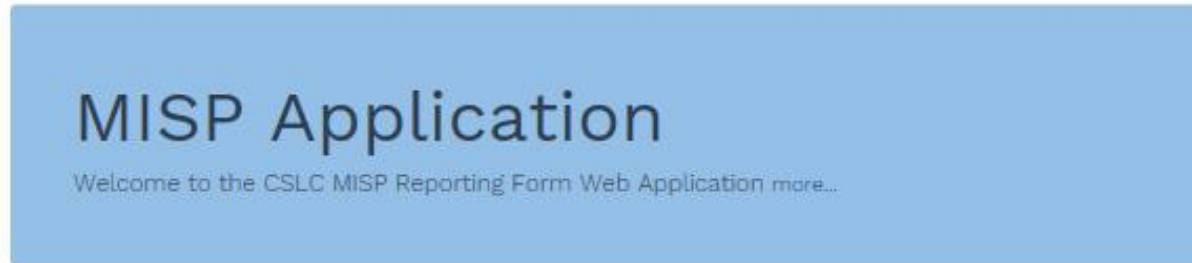 MISP Application
Welcome to the CSLC MISP Reporting Form Web Application more...